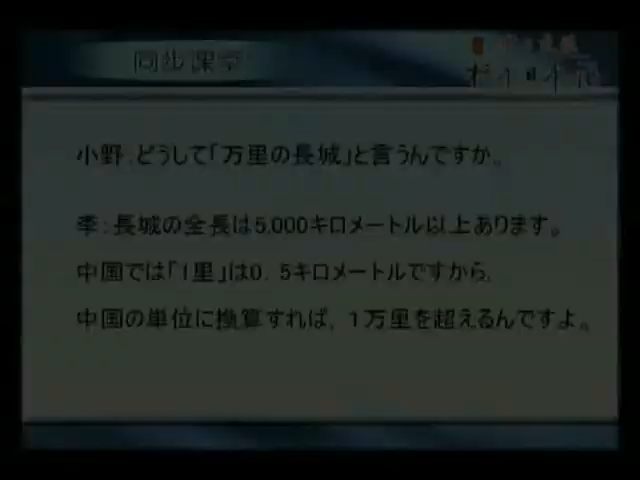 同步课堂
小野：どうして「万里の長城」と言うんですか。
李：長城の全長は5,000キロメートル以上あります。
中国では「1里」は0．5キロメートルですから，
中国の単位に換算すれば，1万里を超えるんですよ。